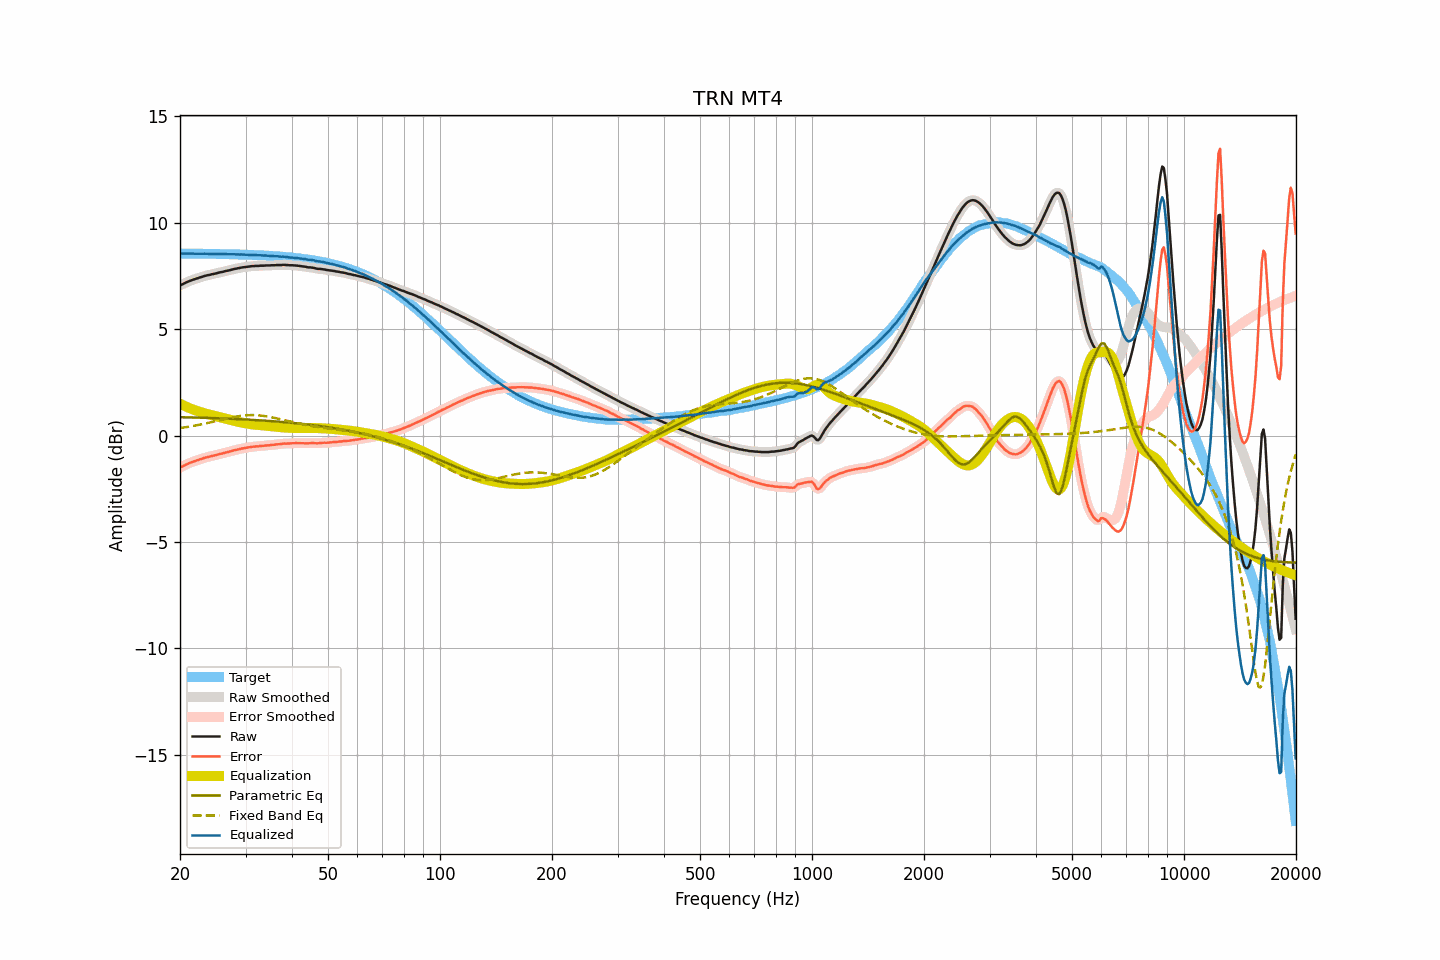 TRN MT4
15
10
5
0
−5
−10
−15
Amplitude (dBr)
Target
Raw Smoothed
Error Smoothed
Raw
Error
Equalization
Parametric Eq
Fixed Band Eq
Equalized
20 50 100 200 500 1000 2000 5000 10000 20000
Frequency (Hz)